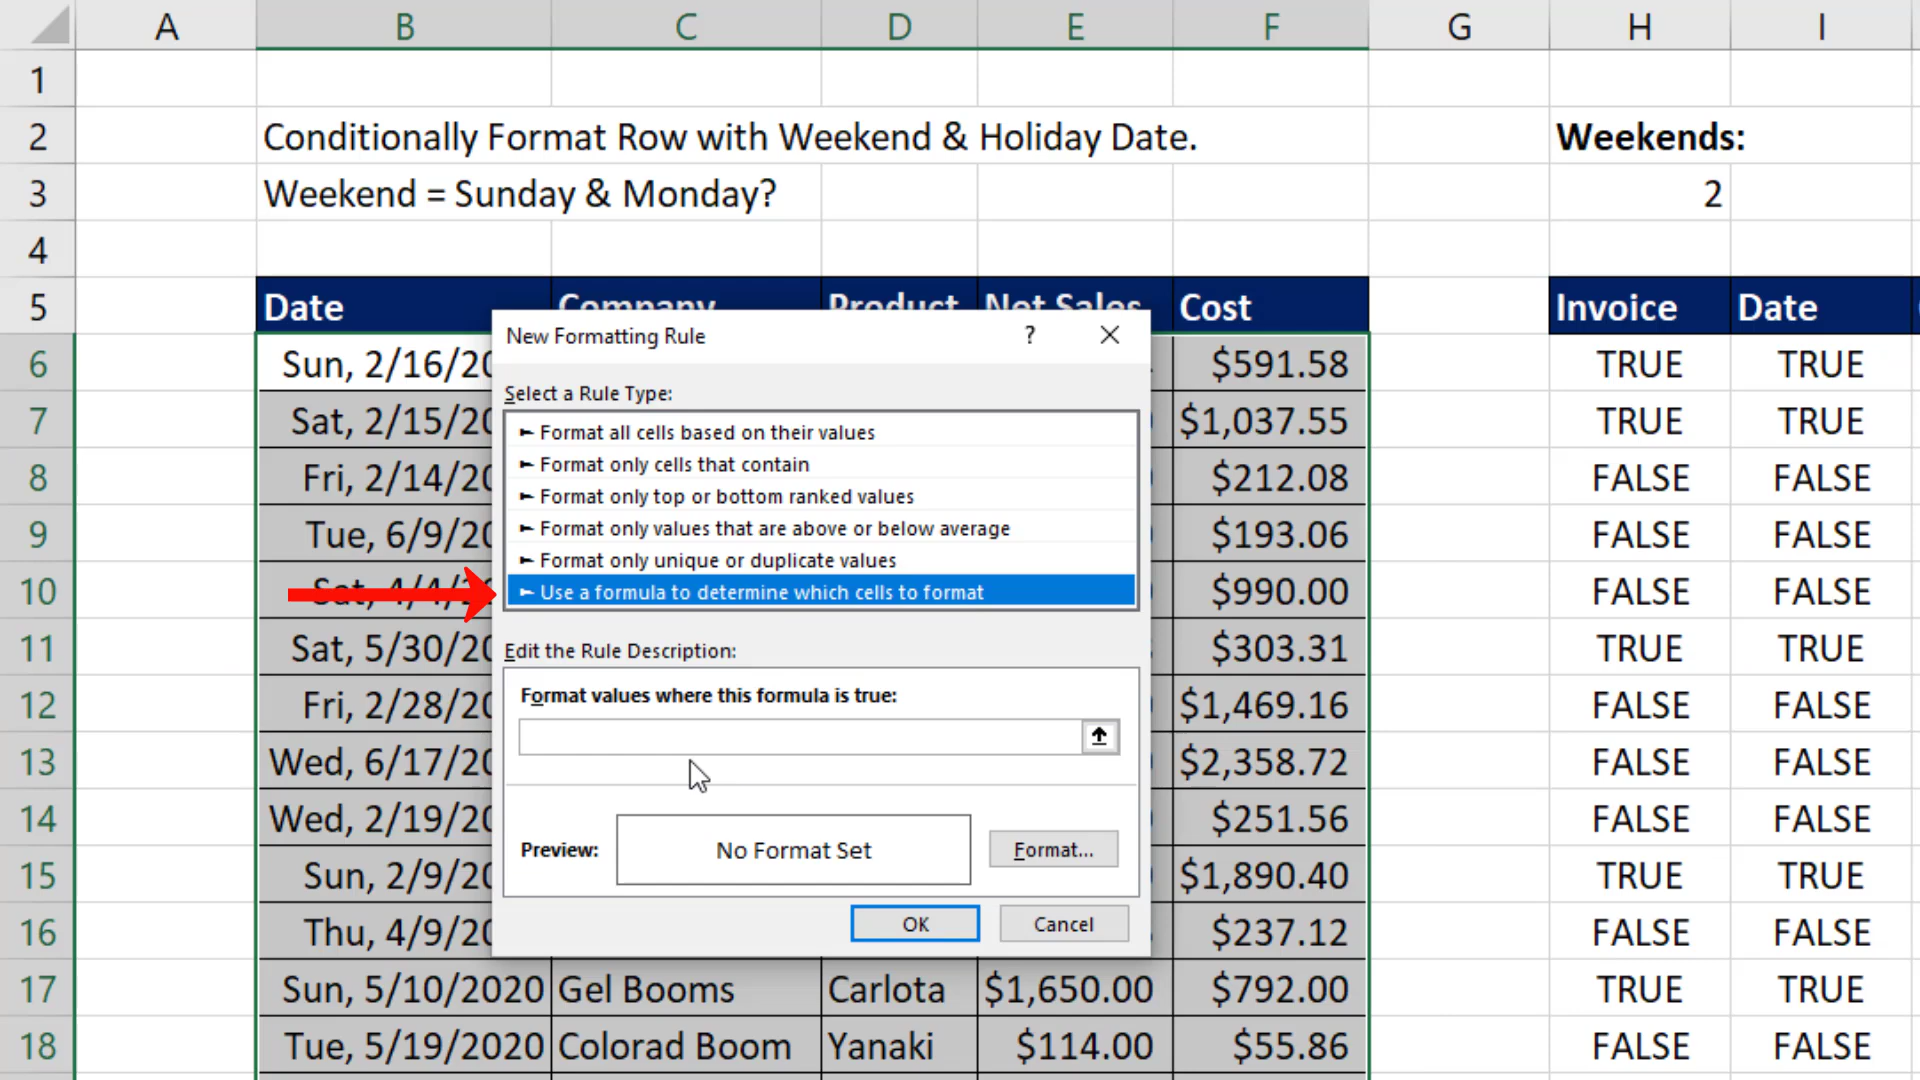 A B C D E F G H I
1
2 Conditionally Format Row with Weekend & Holiday Date. Weekends:
3 Weekend = Sunday & Monday? 2
4
5 Date Company Product Net Sales Cost Invoice Date
New Formatting Rule ? ×
Select a Rule Type:
► Format all cells based on their values
► Format only cells that contain
► Format only top or bottom ranked values
► Format only values that are above or below average
► Format only unique or duplicate values
► Use a formula to determine which cells to format
Edit the Rule Description:
Format values where this formula is true:
Preview: No Format Set Format...
OK Cancel
6 Sun, 2/16/20 $591.58 TRUE TRUE
7 Sat, 2/15/20 $1,037.55 TRUE TRUE
8 Fri, 2/14/20 $212.08 FALSE FALSE
9 Tue, 6/9/20 $193.06 FALSE FALSE
10 Sat, 4/4/2 $990.00 FALSE FALSE
11 Sat, 5/30/20 $303.31 TRUE TRUE
12 Fri, 2/28/20 $1,469.16 FALSE FALSE
13 Wed, 6/17/20 $2,358.72 FALSE FALSE
14 Wed, 2/19/20 $251.56 FALSE FALSE
15 Sun, 2/9/20 $1,890.40 TRUE TRUE
16 Thu, 4/9/20 $237.12 FALSE FALSE
17 Sun, 5/10/2020 Gel Booms Carlota $1,650.00 $792.00 TRUE TRUE
18 Tue, 5/19/2020 Colorad Boom Yanaki $114.00 $55.86 FALSE FALSE